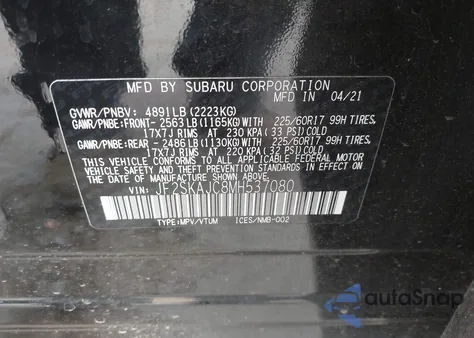 MFD BY SUBARU CORPORATION IN 04/21
GVWR/PNBV: 4891LB (2223KG)
GAWR/PNBE:FRONT-2563LB(1165KG)WITH 225/60R17 99H TIRES,
17X7J RIMS AT 230 KPA(33 PSI)COLD
GAWR/PNBE:REAR -2486LB(1130KG)WITH 225/60R17 99H TIRES,
17X7J RIMS AT 220 KPA(32 PSI)COLD
THIS VEHICLE CONFORMS TO ALL APPLICABLE FEDERAL MOTOR
VEHICLE SAFETY AND BUMPER STANDARDS IN EFFECT ON THE
DATE OF MANUFACTURE SHOWN ABOVE.
VIN: JF2SKAJC8MH537080
TYPE:MPV/VTUM ICES/NMB-002
autoSnap